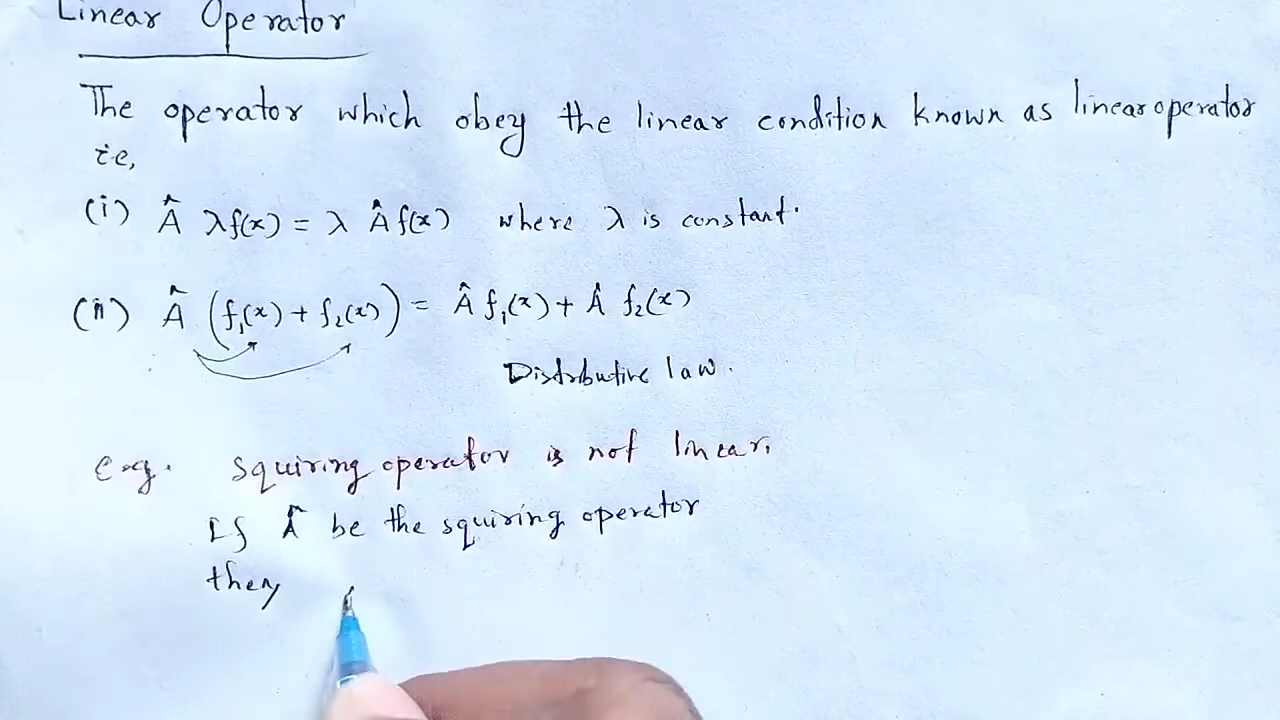 Linear Operator
The operator which obey the linear condition known as linear operator
ie,
(i) Â λf(x) = λ Â f(x) where λ is constant.
(ii) Â (f₁(x) + f₂(x)) = Â f₁(x) + Â f₂(x)
Distributive law.
e.g. squiring operator is not linear.
If Â be the squiring operator
then